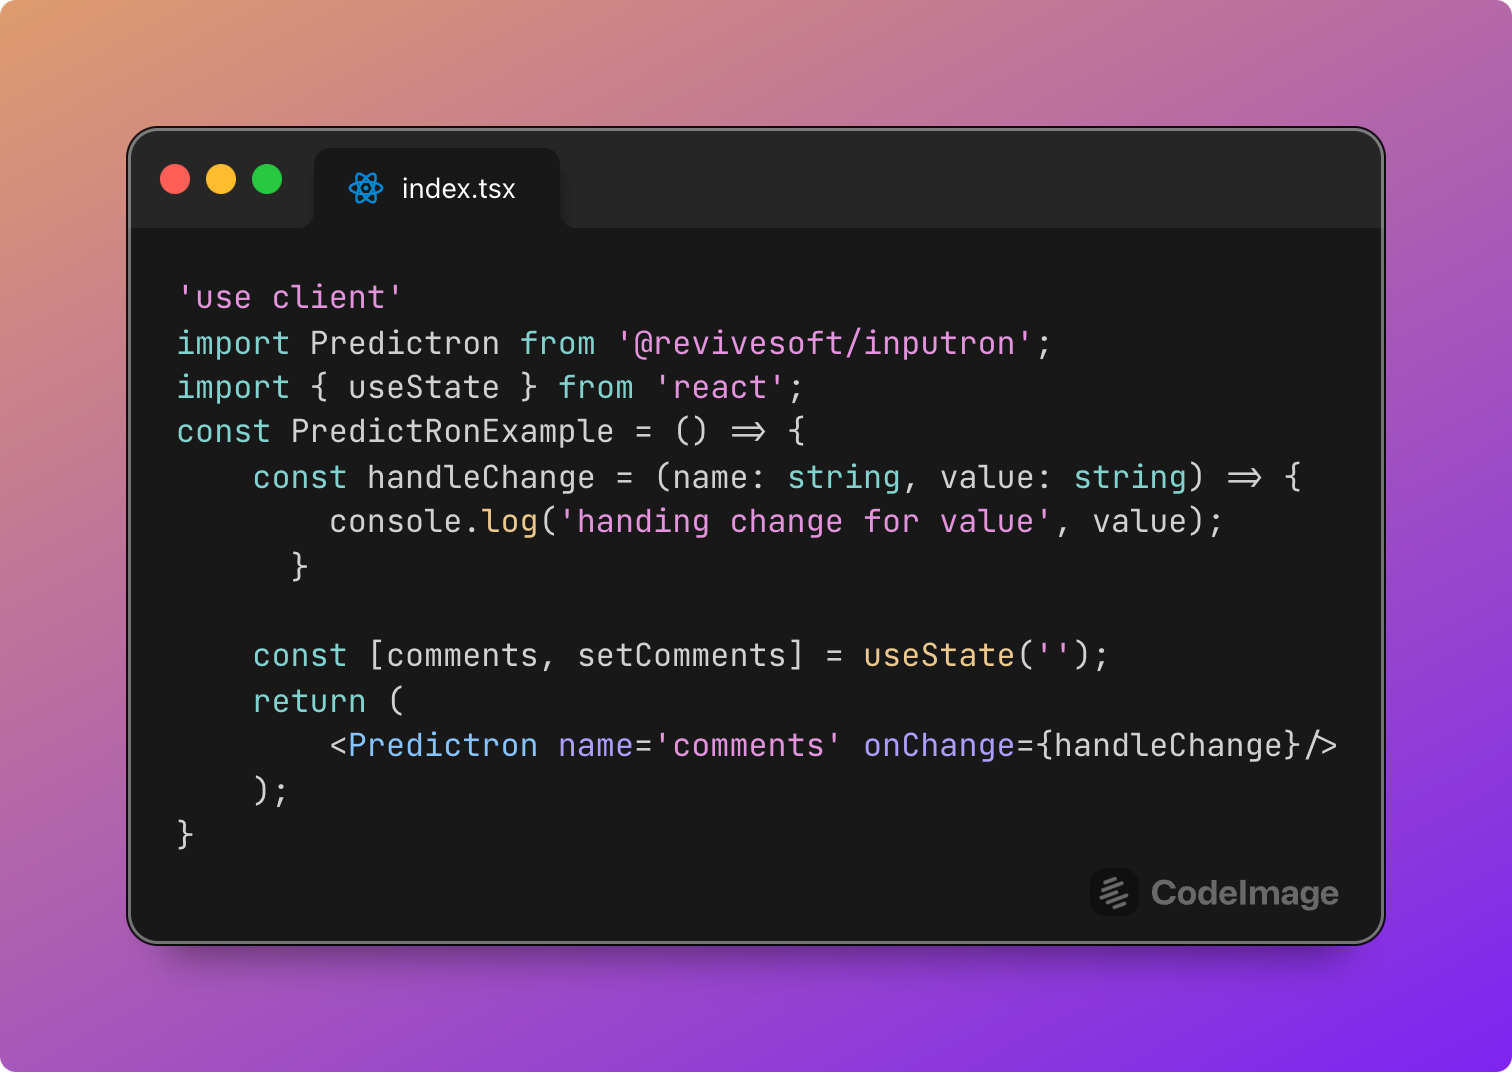 index.tsx
'use client'
import Predictron from '@revivesoft/inputron';
import { useState } from 'react';
const PredictRonExample = () => {
    const handleChange = (name: string, value: string) => {
        console.log('handing change for value', value);
      }

    const [comments, setComments] = useState('');
    return (
        <Predictron name='comments' onChange={handleChange}/>
    );
}
CodeImage